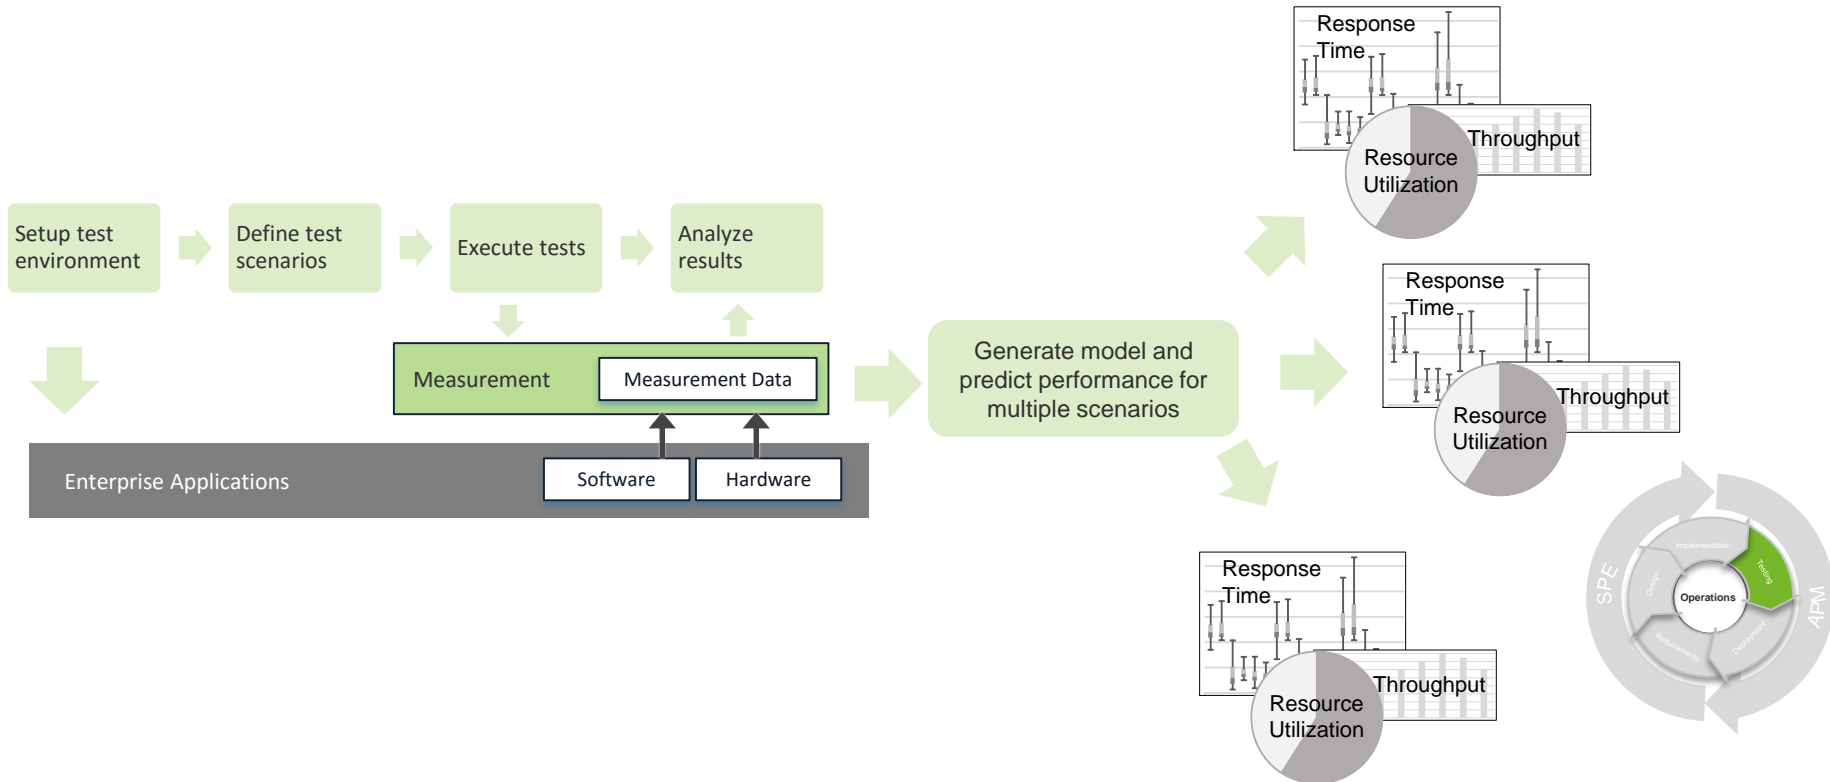 Response
Time
Throughput
Resource
Utilization
Setup test
environment
Define test
scenarios
Execute tests
Analyze
results
Response
Time
Throughput
Resource
Utilization
Generate model and
predict performance for
multiple scenarios
Measurement
Measurement Data
Enterprise Applications
Software
Hardware
Response
Time
Throughput
Resource
Utilization
SPE
APM
Implementation
Testing
Design
Operations
Requirements
Deployment